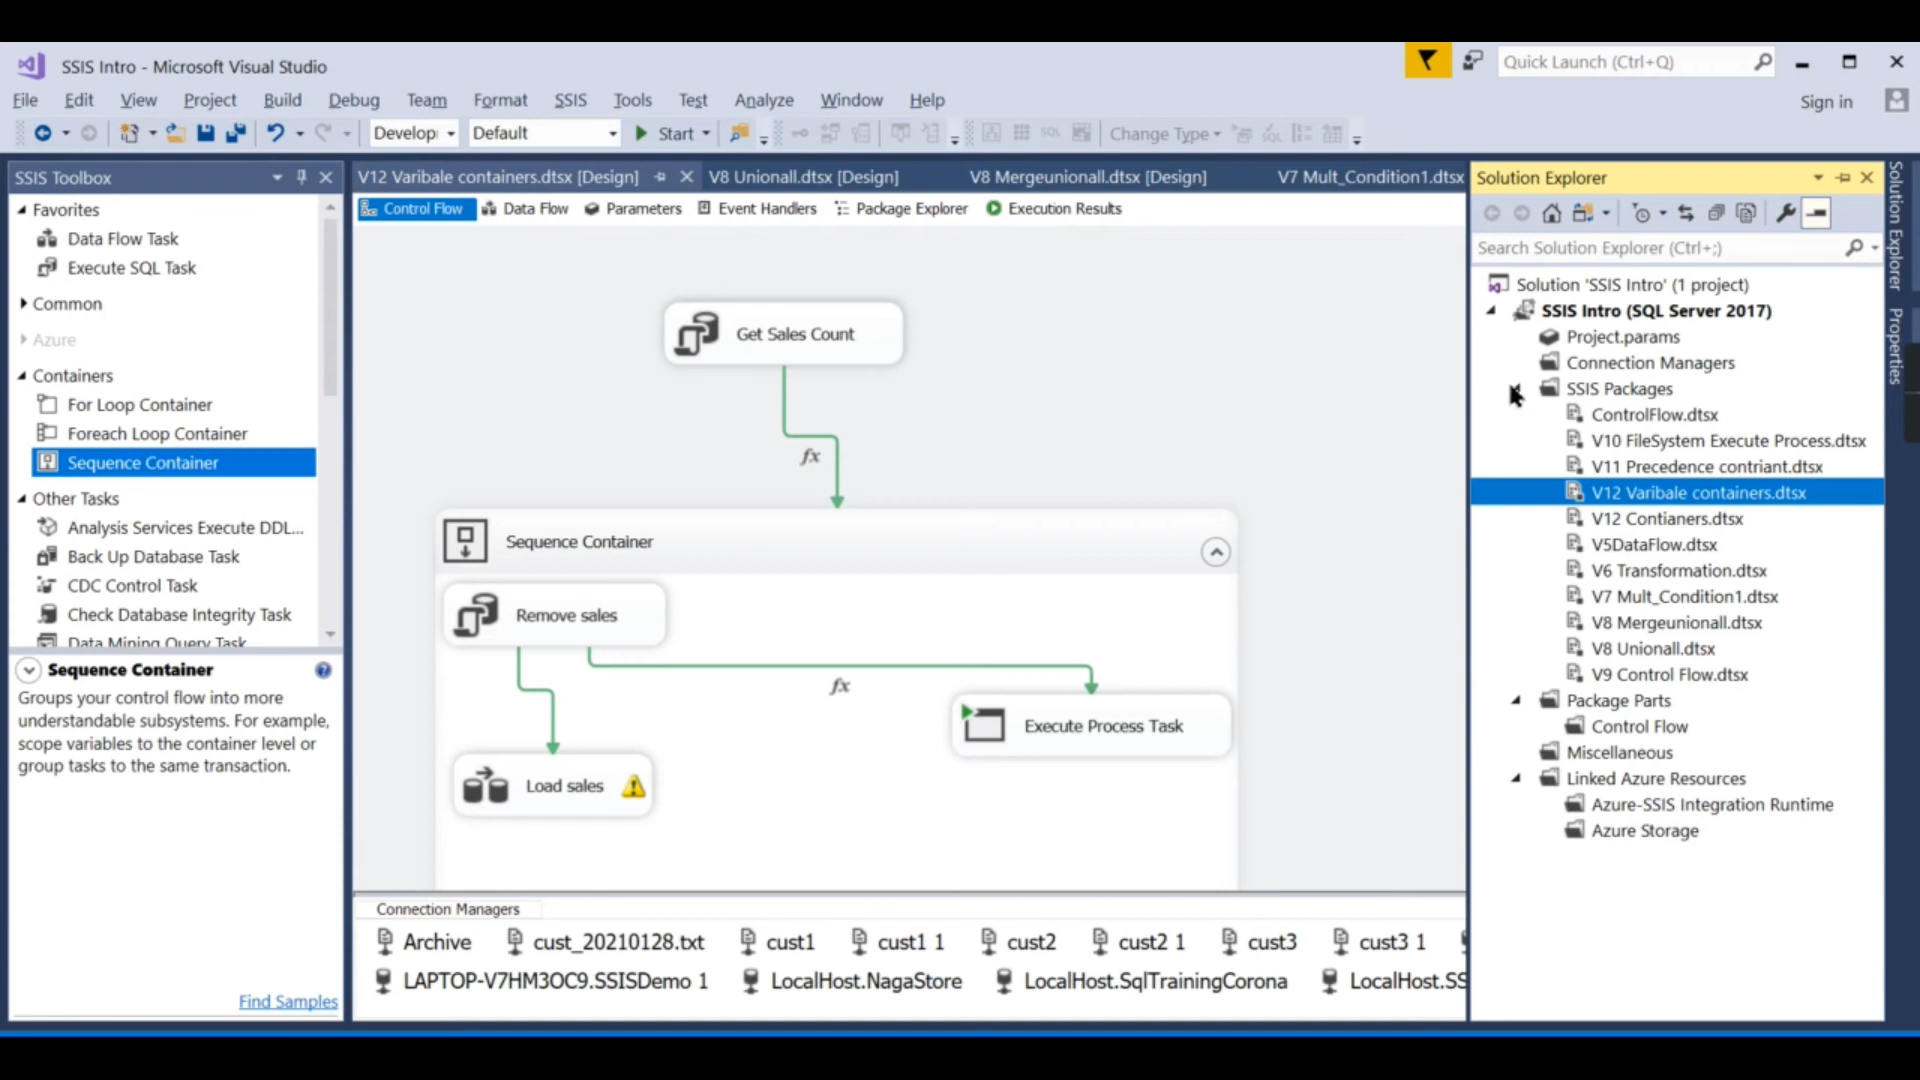 SSIS Intro - Microsoft Visual Studio
Quick Launch (Ctrl+Q)
File Edit View Project Build Debug Team Format SSIS Tools Test Analyze Window Help
Sign in
Develop Default Start Change Type
SSIS Toolbox
Favorites
Data Flow Task
Execute SQL Task
Common
Azure
Containers
For Loop Container
Foreach Loop Container
Sequence Container
Other Tasks
Analysis Services Execute DDL...
Back Up Database Task
CDC Control Task
Check Database Integrity Task
Data Mining Query Task
Sequence Container
Groups your control flow into more
understandable subsystems. For example,
scope variables to the container level or
group tasks to the same transaction.
Find Samples
V12 Varibale containers.dtsx [Design] V8 Unionall.dtsx [Design] V8 Mergeunionall.dtsx [Design] V7 Mult_Condition1.dtsx
Control Flow Data Flow Parameters Event Handlers Package Explorer Execution Results
Get Sales Count
fx
Sequence Container
Remove sales
fx
Execute Process Task
Load sales
Connection Managers
Archive cust_20210128.txt cust1 cust1 1 cust2 cust2 1 cust3 cust3 1
LAPTOP-V7HM3OC9.SSISDemo 1 LocalHost.NagaStore LocalHost.SqlTrainingCorona LocalHost.SS
Solution Explorer
Search Solution Explorer (Ctrl+;)
Solution 'SSIS Intro' (1 project)
SSIS Intro (SQL Server 2017)
Project.params
Connection Managers
SSIS Packages
ControlFlow.dtsx
V10 FileSystem Execute Process.dtsx
V11 Precedence contriant.dtsx
V12 Varibale containers.dtsx
V12 Contianers.dtsx
V5DataFlow.dtsx
V6 Transformation.dtsx
V7 Mult_Condition1.dtsx
V8 Mergeunionall.dtsx
V8 Unionall.dtsx
V9 Control Flow.dtsx
Package Parts
Control Flow
Miscellaneous
Linked Azure Resources
Azure-SSIS Integration Runtime
Azure Storage
Solution Explorer
Properties